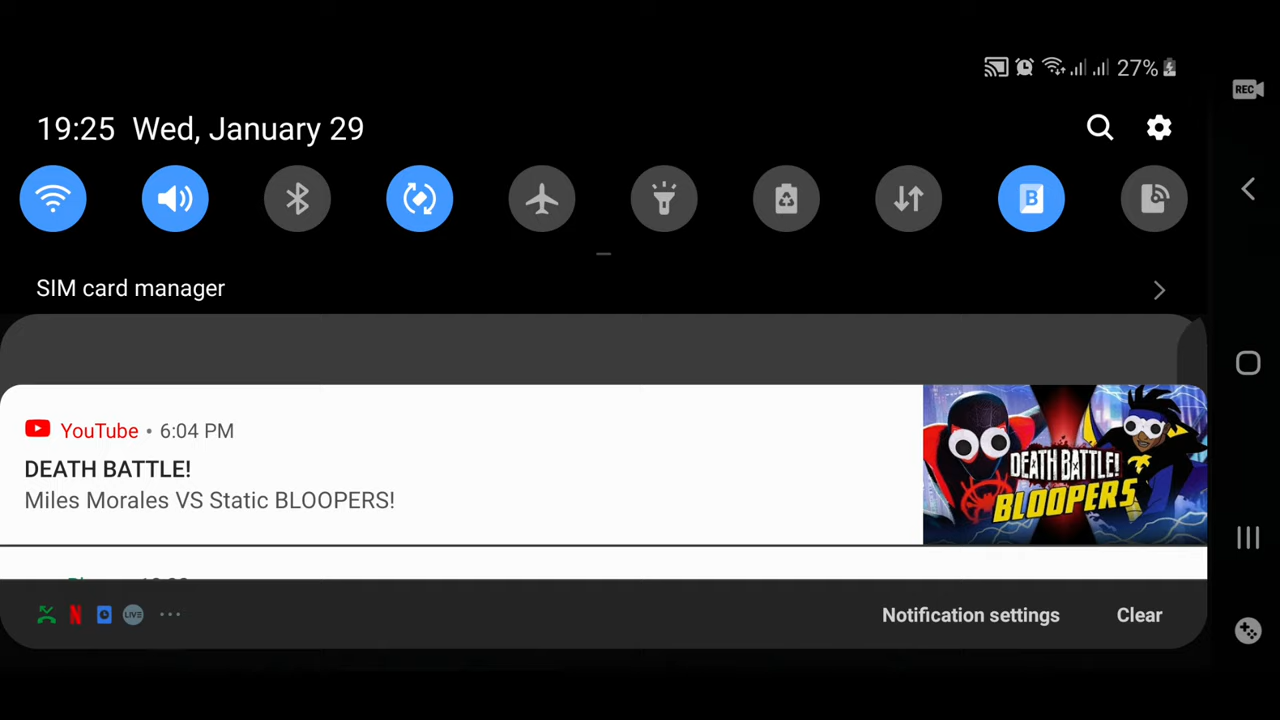 27%
REC
19:25 Wed, January 29
B
SIM card manager
YouTube • 6:04 PM
DEATH BATTLE!
Miles Morales VS Static BLOOPERS!
DEATH BATTLE!
BLOOPERS
N
LIVE
Notification settings
Clear